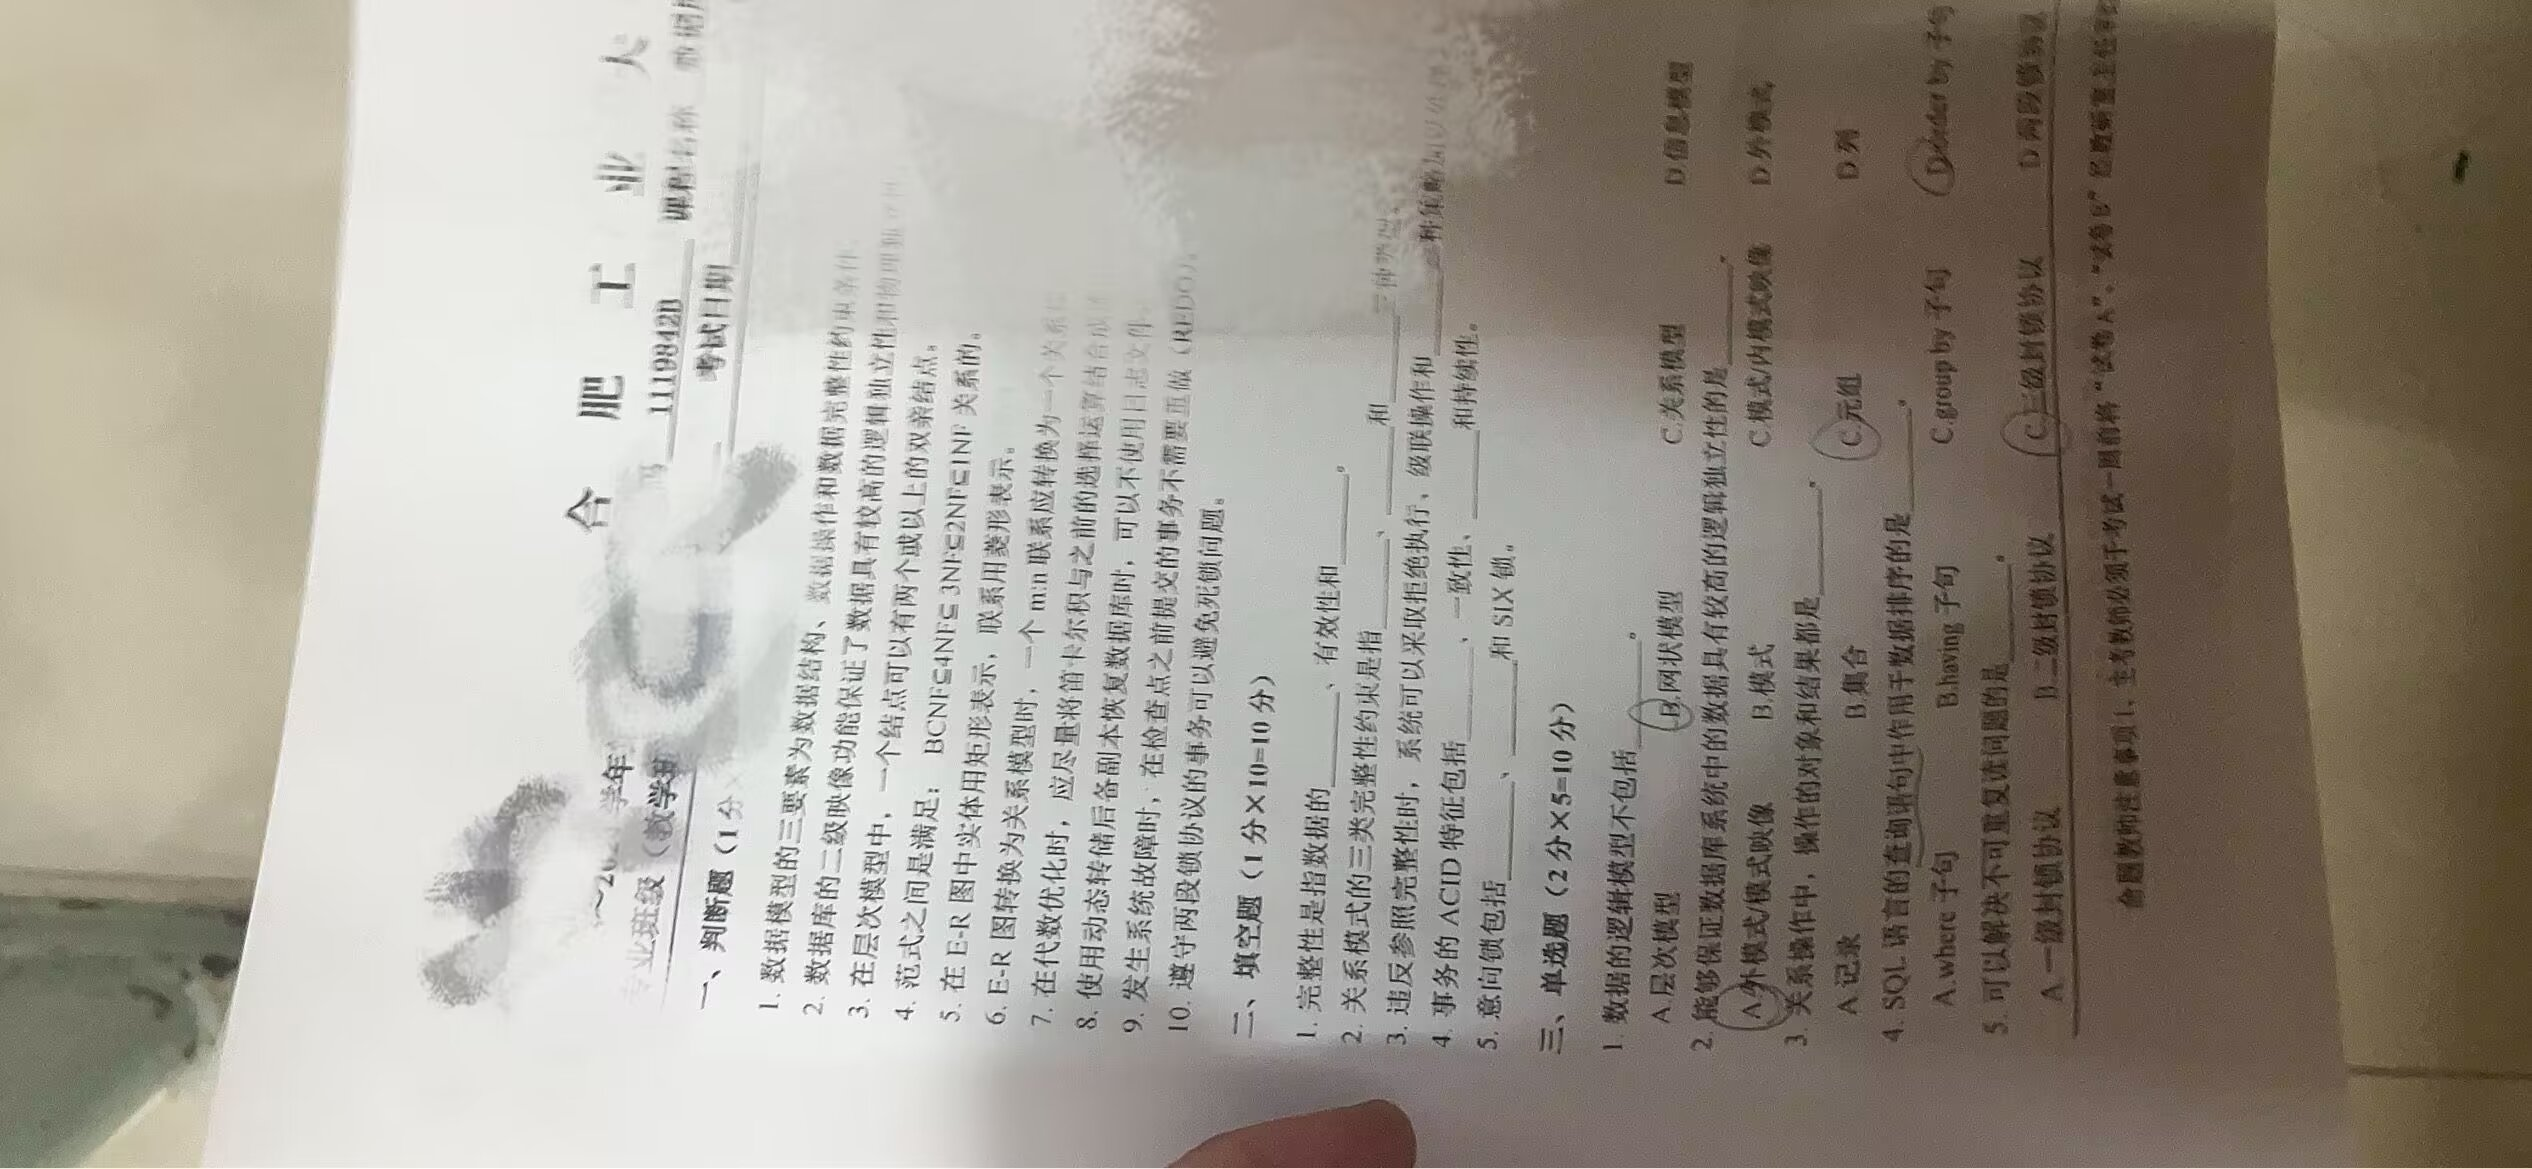 合 肥 工 业 大
学年 1119842B 课程名称 数据库
专业班级（教学班 考试日期
一、判断题（1 分
1. 数据模型的三要素为数据结构、数据操作和数据完整性约束条件
2. 数据库的二级映像功能保证了数据具有较高的逻辑独立性和物理独立性
3. 在层次模型中，一个结点可以有两个或以上的双亲结点。
4. 范式之间是满足：BCNF⊆4NF⊆3NF⊆2NF⊆1NF 关系的。
5. 在 E-R 图中实体用矩形表示，联系用菱形表示。
6. E-R 图转换为关系模型时，一个 m:n 联系应转换为一个关系
7. 在代数优化时，应尽量将笛卡尔积与之前的选择运算结合成
8. 使用动态转储后备副本恢复数据库时，可以不使用日志文件
9. 发生系统故障时，在检查点之前提交的事务不需要重做（REDO）。
10. 遵守两段锁协议的事务可以避免死锁问题。
二、填空题（1 分×10=10 分）
1. 完整性是指数据的______、有效性和______。
2. 关系模式的三类完整性约束是指______、______和______三种类型。
3. 违反参照完整性时，系统可以采取拒绝执行、级联操作和______三种策略加以处理
4. 事务的 ACID 特征包括______、一致性、______和持续性。
5. 意向锁包括______、______和 SIX 锁。
三、单选题（2 分×5=10 分）
1. 数据的逻辑模型不包括______。
A.层次模型 B.网状模型 C.关系模型 D 信息模型
2. 能够保证数据库系统中的数据具有较高的逻辑独立性的是______。
A.外模式/模式映像 B.模式 C.模式/内模式映像 D 外模式
3. 关系操作中，操作的对象和结果都是______。
A 记录 B.集合 C.元组 D 列
4. SQL 语言的查询语句中作用于数据排序的是______。
A.where 子句 B.having 子句 C.group by 子句 D.order by 子句
5. 可以解决不可重复读问题的是______。
A.一级封锁协议 B.二级封锁协议 C.三级封锁协议 D 两段锁协议
命题教师注意事项 1、主考教师必须于考试一周前将“试卷A”、“试卷B”经教研室主任审